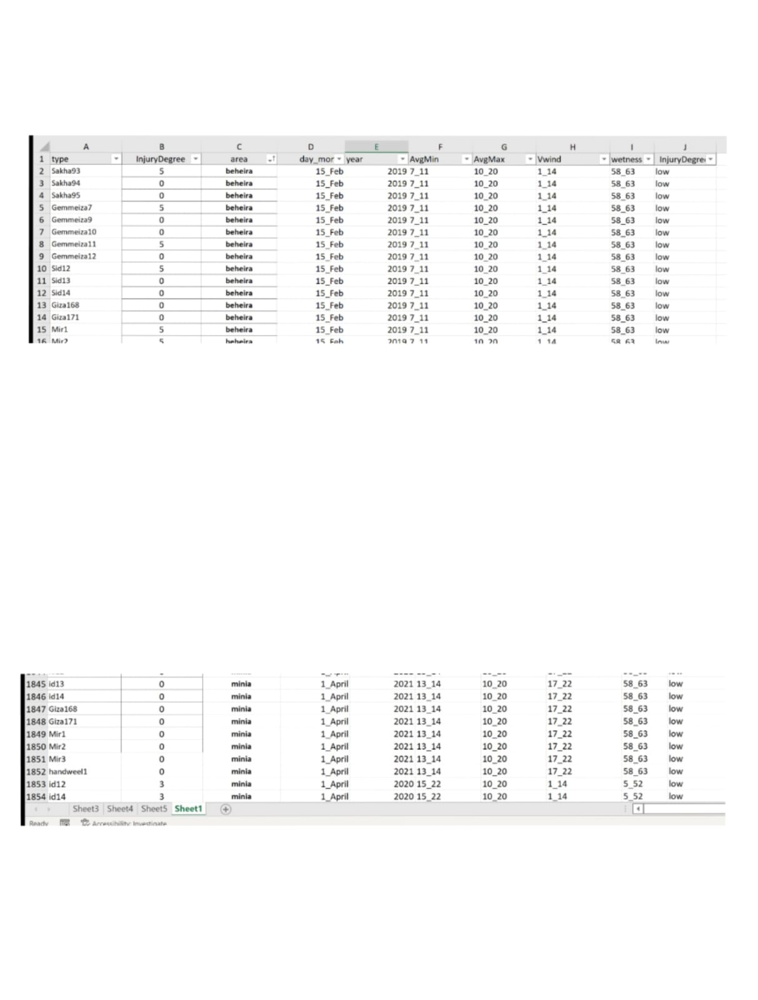 A B C D E F G H I J
1 type InjuryDegree area day_mor year AvgMin AvgMax Vwind wetness InjuryDegre
2 Sakha93 5 beheira 15_Feb 2019 7_11 10_20 1_14 58_63 low
3 Sakha94 0 beheira 15_Feb 2019 7_11 10_20 1_14 58_63 low
4 Sakha95 0 beheira 15_Feb 2019 7_11 10_20 1_14 58_63 low
5 Gemmeiza7 5 beheira 15_Feb 2019 7_11 10_20 1_14 58_63 low
6 Gemmeiza9 0 beheira 15_Feb 2019 7_11 10_20 1_14 58_63 low
7 Gemmeiza10 0 beheira 15_Feb 2019 7_11 10_20 1_14 58_63 low
8 Gemmeiza11 5 beheira 15_Feb 2019 7_11 10_20 1_14 58_63 low
9 Gemmeiza12 0 beheira 15_Feb 2019 7_11 10_20 1_14 58_63 low
10 Sid12 5 beheira 15_Feb 2019 7_11 10_20 1_14 58_63 low
11 Sid13 0 beheira 15_Feb 2019 7_11 10_20 1_14 58_63 low
12 Sid14 0 beheira 15_Feb 2019 7_11 10_20 1_14 58_63 low
13 Giza168 0 beheira 15_Feb 2019 7_11 10_20 1_14 58_63 low
14 Giza171 0 beheira 15_Feb 2019 7_11 10_20 1_14 58_63 low
15 Mir1 5 beheira 15_Feb 2019 7_11 10_20 1_14 58_63 low
16 Mir2 5 beheira 15_Feb 2019 7_11 10_20 1_14 58_63 low
1845 id13 0 minia 1_April 2021 13_14 10_20 17_22 58_63 low
1846 id14 0 minia 1_April 2021 13_14 10_20 17_22 58_63 low
1847 Giza168 0 minia 1_April 2021 13_14 10_20 17_22 58_63 low
1848 Giza171 0 minia 1_April 2021 13_14 10_20 17_22 58_63 low
1849 Mir1 0 minia 1_April 2021 13_14 10_20 17_22 58_63 low
1850 Mir2 0 minia 1_April 2021 13_14 10_20 17_22 58_63 low
1851 Mir3 0 minia 1_April 2021 13_14 10_20 17_22 58_63 low
1852 handweel1 0 minia 1_April 2021 13_14 10_20 17_22 58_63 low
1853 id12 3 minia 1_April 2020 15_22 10_20 1_14 5_52 low
1854 id14 3 minia 1_April 2020 15_22 10_20 1_14 5_52 low
Sheet3 Sheet4 Sheet5 Sheet1
Ready Accessibility: Investigate